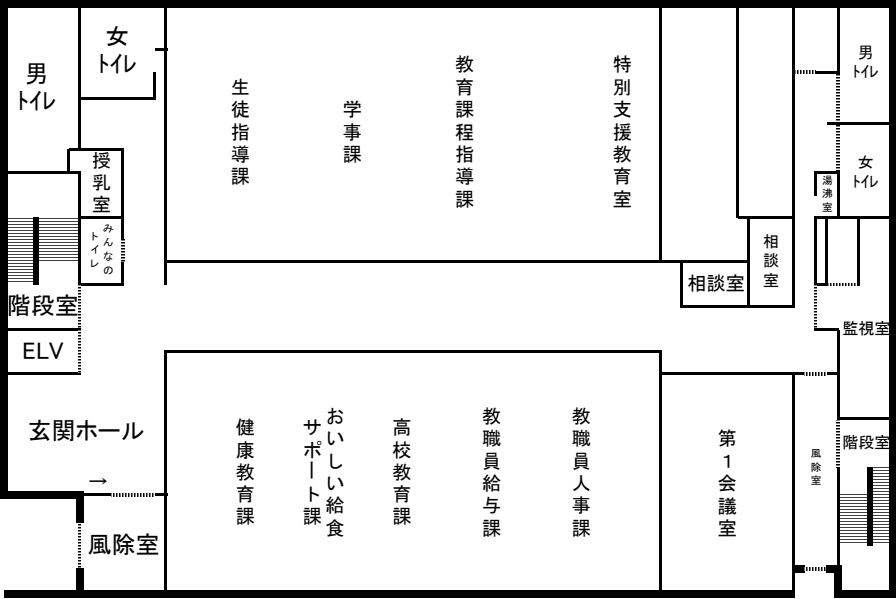 男
トイレ
女
トイレ
生徒指導課
学事課
教育課程指導課
特別支援教育室
男
トイレ
女
トイレ
湯沸室
授乳室
みんなの
トイレ
階段室
ELV
相談室
相談室
監視室
玄関ホール
→
風除室
健康教育課
おいしい給食
サポート課
高校教育課
教職員給与課
教職員人事課
第1会議室
風除室
階段室